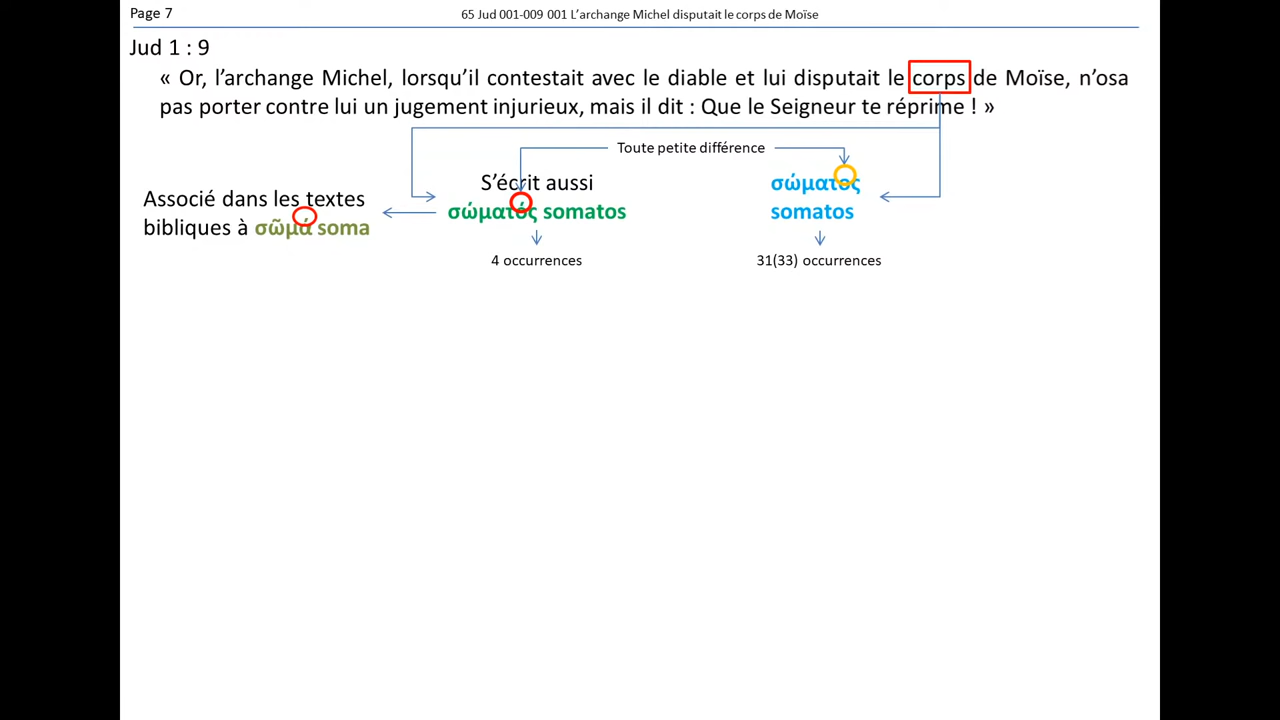 Page 7
65 Jud 001-009 001 L’archange Michel disputait le corps de Moïse
Jud 1 : 9
« Or, l’archange Michel, lorsqu’il contestait avec le diable et lui disputait le corps de Moïse, n’osa
pas porter contre lui un jugement injurieux, mais il dit : Que le Seigneur te réprime ! »
Toute petite différence
Associé dans les textes
bibliques à σῶμά soma
S’écrit aussi
σώματός somatos
4 occurrences
σώματος
somatos
31(33) occurrences